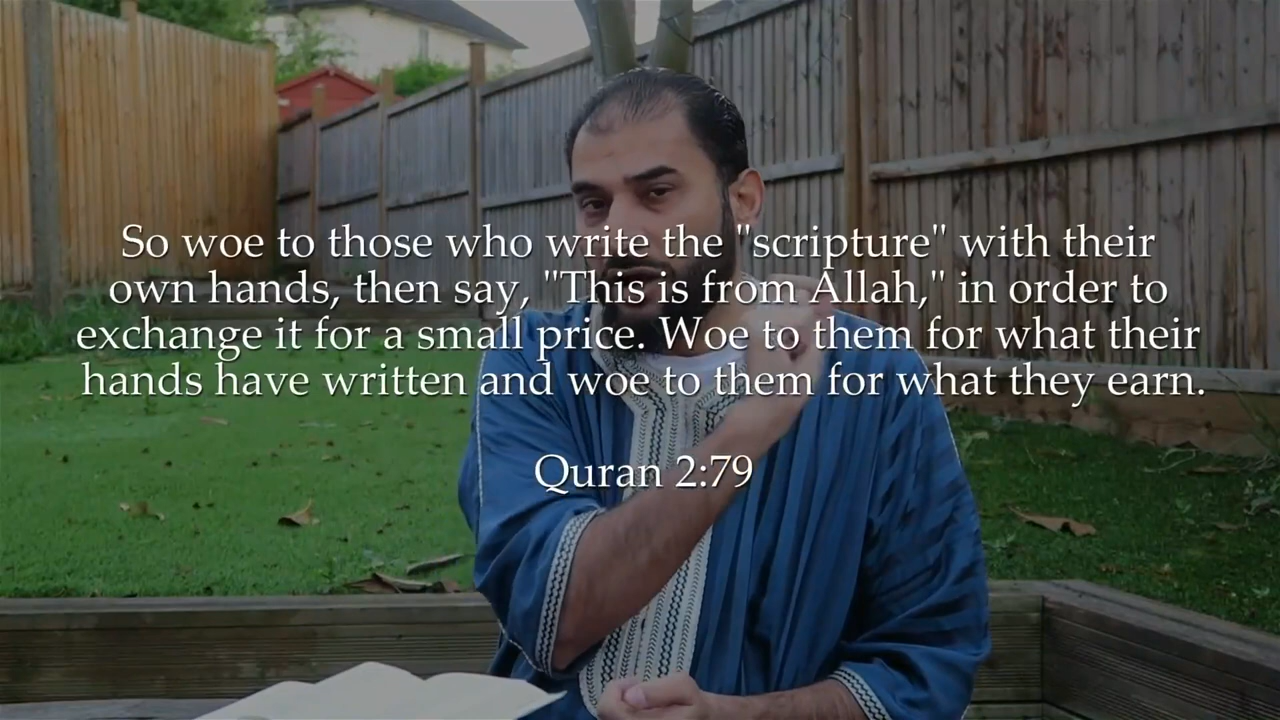 So woe to those who write the "scripture" with their
own hands, then say, "This is from Allah," in order to
exchange it for a small price. Woe to them for what their
hands have written and woe to them for what they earn.
Quran 2:79